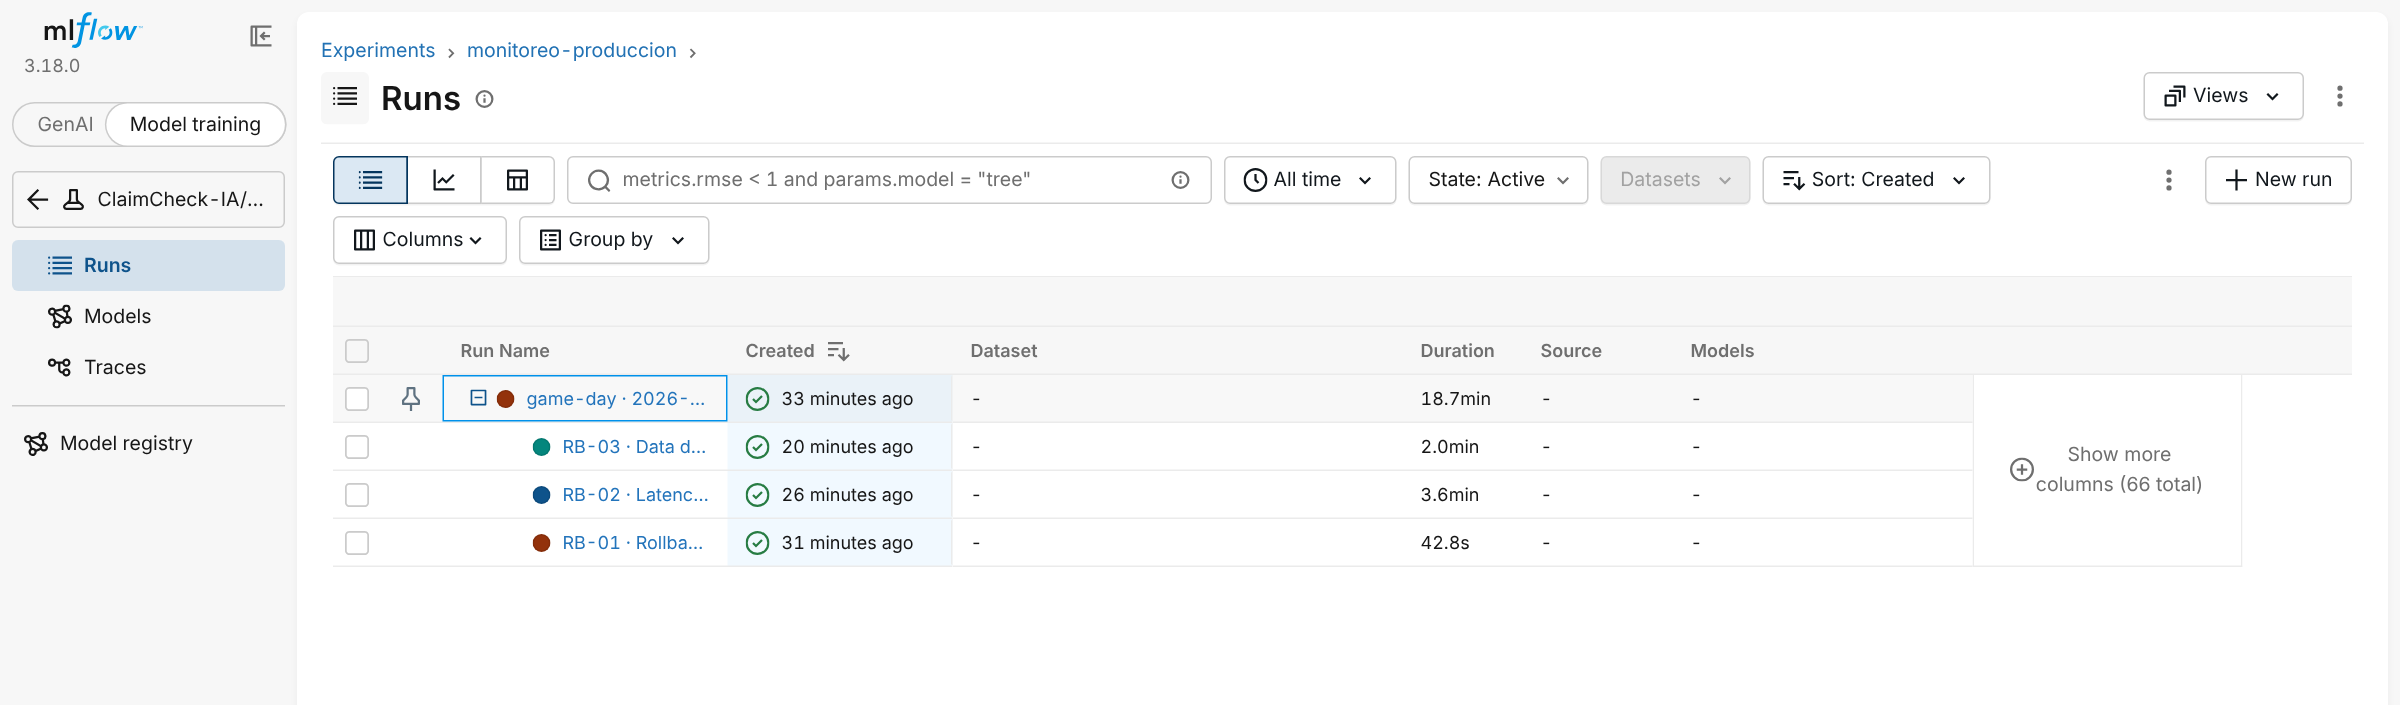 mlflow
3.18.0
GenAI
Model training
ClaimCheck-IA/...
Runs
Models
Traces
Model registry
Experiments › monitoreo-produccion ›
Runs
Views
metrics.rmse < 1 and params.model = "tree"
All time
State: Active
Datasets
Sort: Created
New run
Columns
Group by
Run Name Created Dataset Duration Source Models
game-day · 2026-... 33 minutes ago - 18.7min - -
RB-03 · Data d... 20 minutes ago - 2.0min - -
RB-02 · Latenc... 26 minutes ago - 3.6min - -
RB-01 · Rollba... 31 minutes ago - 42.8s - -
Show more
columns (66 total)